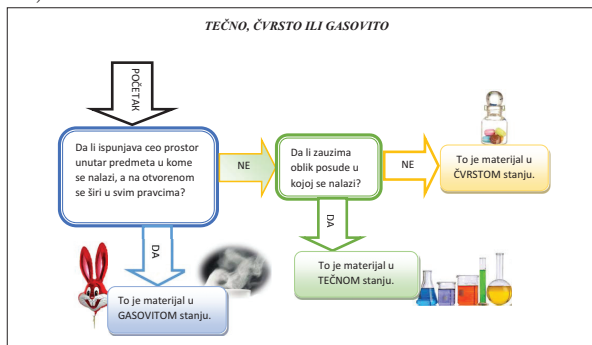 TEČNO, ČVRSTO ILI GASOVITO
POČETAK
Da li ispunjava ceo prostor
unutar predmeta u kome
se nalazi, a na otvorenom
se širi u svim pravcima?
NE
Da li zauzima
oblik posude u
kojoj se nalazi?
NE
To je materijal u
ČVRSTOM stanju.
DA
To je materijal u
GASOVITOM stanju.
DA
To je materijal u
TEČNOM stanju.